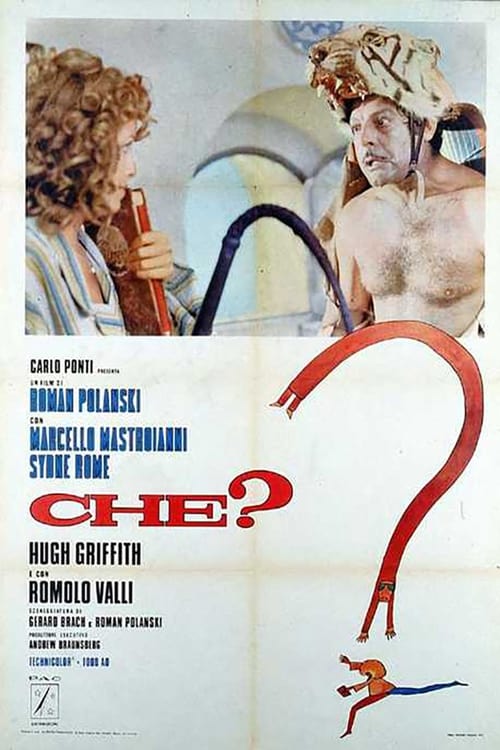 CARLO PONTI PRESENTA
UN FILM DI
ROMAN POLANSKI
CON
MARCELLO MASTROIANNI
SYDNE ROME
CHE?
HUGH GRIFFITH
E CON
ROMOLO VALLI
SCENEGGIATURA DI
GERARD BRACH E ROMAN POLANSKI
PRODUTTORE ESECUTIVO
ANDREW BRAUNSBERG
TECHNICOLOR® - TODD AO
PAC
?